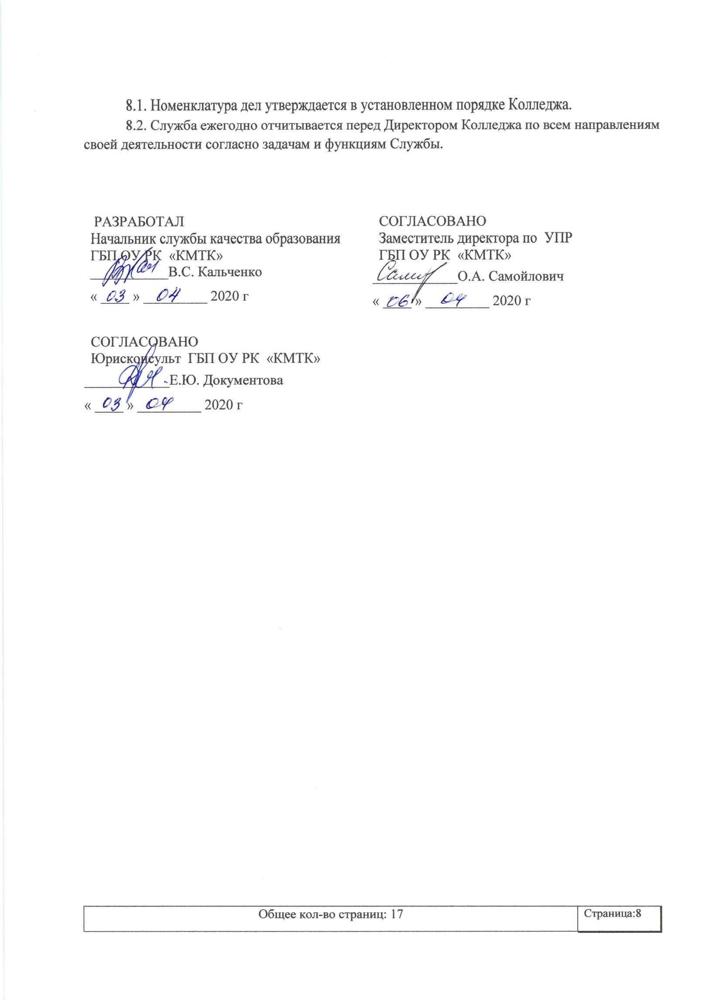 8.1. Номенклатура дел утверждается в установленном порядке Колледжа.
8.2. Служба ежегодно отчитывается перед Директором Колледжа по всем направлениям
своей деятельности согласно задачам и функциям Службы.
РАЗРАБОТАЛ
Начальник службы качества образования
ГБП ОУ РК «КМТК»
____________В.С. Кальченко
« 03 » 04 2020 г
СОГЛАСОВАНО
Заместитель директора по УПР
ГБП ОУ РК «КМТК»
____________О.А. Самойлович
« 06 » 04 2020 г
СОГЛАСОВАНО
Юрисконсульт ГБП ОУ РК «КМТК»
____________Е.Ю. Документова
« 03 » 04 2020 г
Общее кол-во страниц: 17
Страница:8